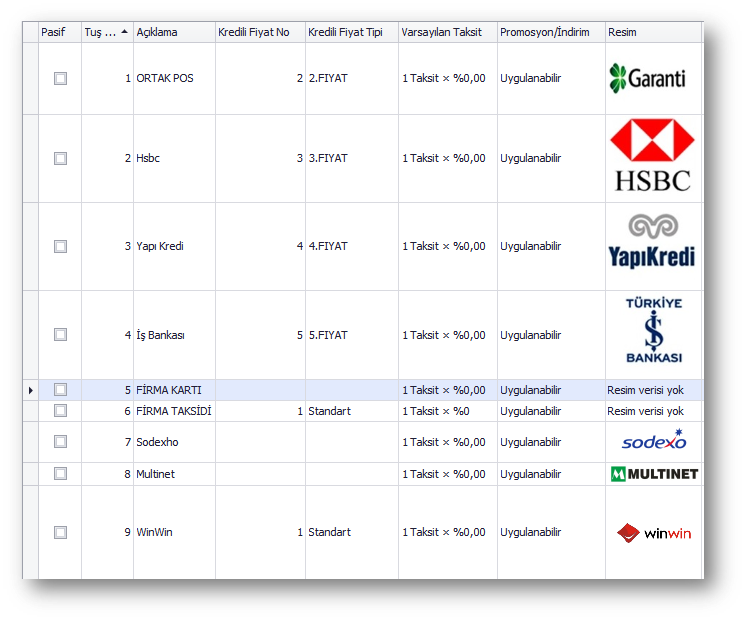 Pasif Tuş ... Açıklama Kredili Fiyat No Kredili Fiyat Tipi Varsayılan Taksit Promosyon/İndirim Resim
1 ORTAK POS 2 2.FIYAT 1 Taksit × %0,00 Uygulanabilir Garanti
2 Hsbc 3 3.FIYAT 1 Taksit × %0,00 Uygulanabilir HSBC
3 Yapı Kredi 4 4.FIYAT 1 Taksit × %0,00 Uygulanabilir YapıKredi
TÜRKİYE
4 İş Bankası 5 5.FIYAT 1 Taksit × %0,00 Uygulanabilir İŞ
BANKASI
5 FİRMA KARTI 1 Taksit × %0,00 Uygulanabilir Resim verisi yok
6 FİRMA TAKSİDİ 1 Standart 1 Taksit × %0 Uygulanabilir Resim verisi yok
7 Sodexho 1 Taksit × %0,00 Uygulanabilir sodexo
8 Multinet 1 Taksit × %0,00 Uygulanabilir M MULTINET
9 WinWin 1 Standart 1 Taksit × %0,00 Uygulanabilir winwin